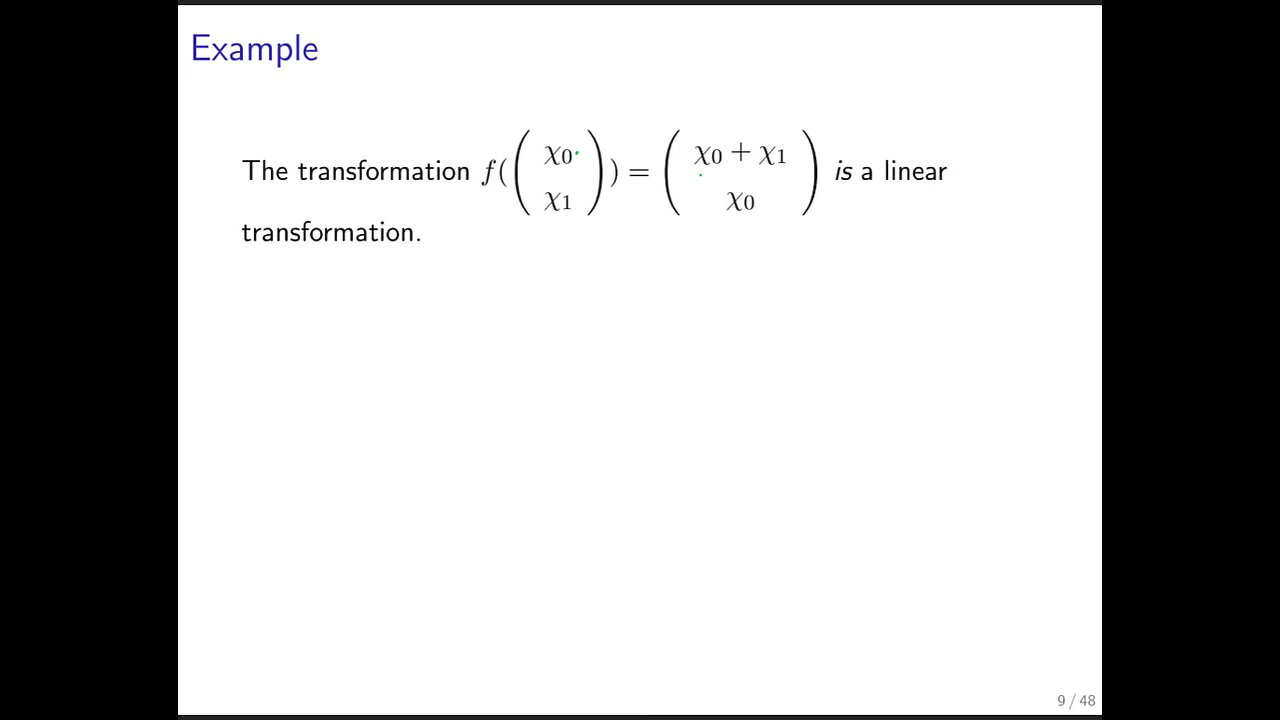 Example
The transformation f(( χ0 χ1 )) = ( χ0 + χ1 χ0 ) is a linear
transformation.
9 / 48